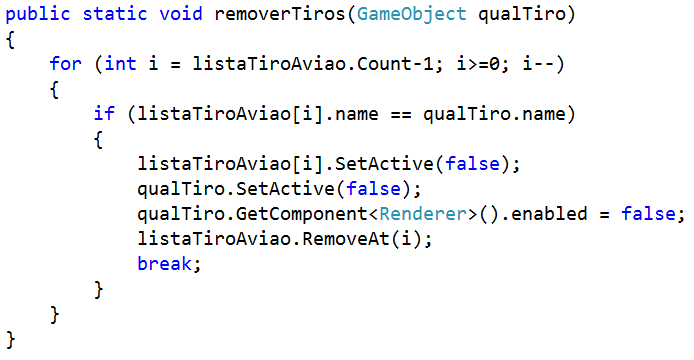 public static void removerTiros(GameObject qualTiro)
{
    for (int i = listaTiroAviao.Count-1; i>=0; i--)
    {
        if (listaTiroAviao[i].name == qualTiro.name)
        {
            listaTiroAviao[i].SetActive(false);
            qualTiro.SetActive(false);
            qualTiro.GetComponent<Renderer>().enabled = false;
            listaTiroAviao.RemoveAt(i);
            break;
        }
    }
}